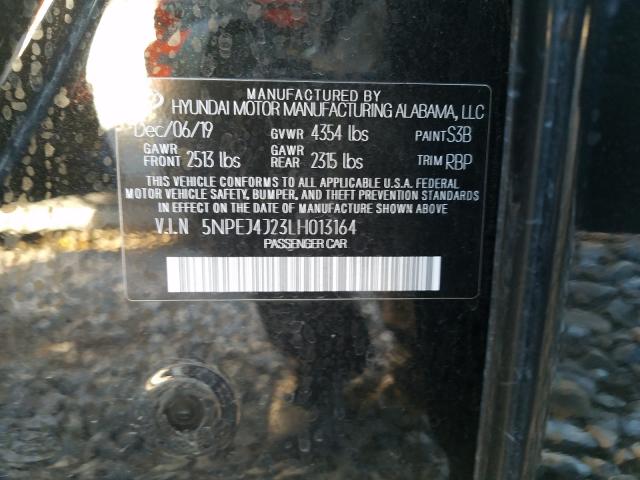 MANUFACTURED BY
HYUNDAI MOTOR MANUFACTURING ALABAMA, LLC
Dec/06/19 GVWR 4354 lbs PAINT S3B
GAWR FRONT 2513 lbs GAWR REAR 2315 lbs TRIM RBP
THIS VEHICLE CONFORMS TO ALL APPLICABLE U.S.A. FEDERAL
MOTOR VEHICLE SAFETY, BUMPER, AND THEFT PREVENTION STANDARDS
IN EFFECT ON THE DATE OF MANUFACTURE SHOWN ABOVE
V.I.N 5NPEJ4J23LH013164
PASSENGER CAR